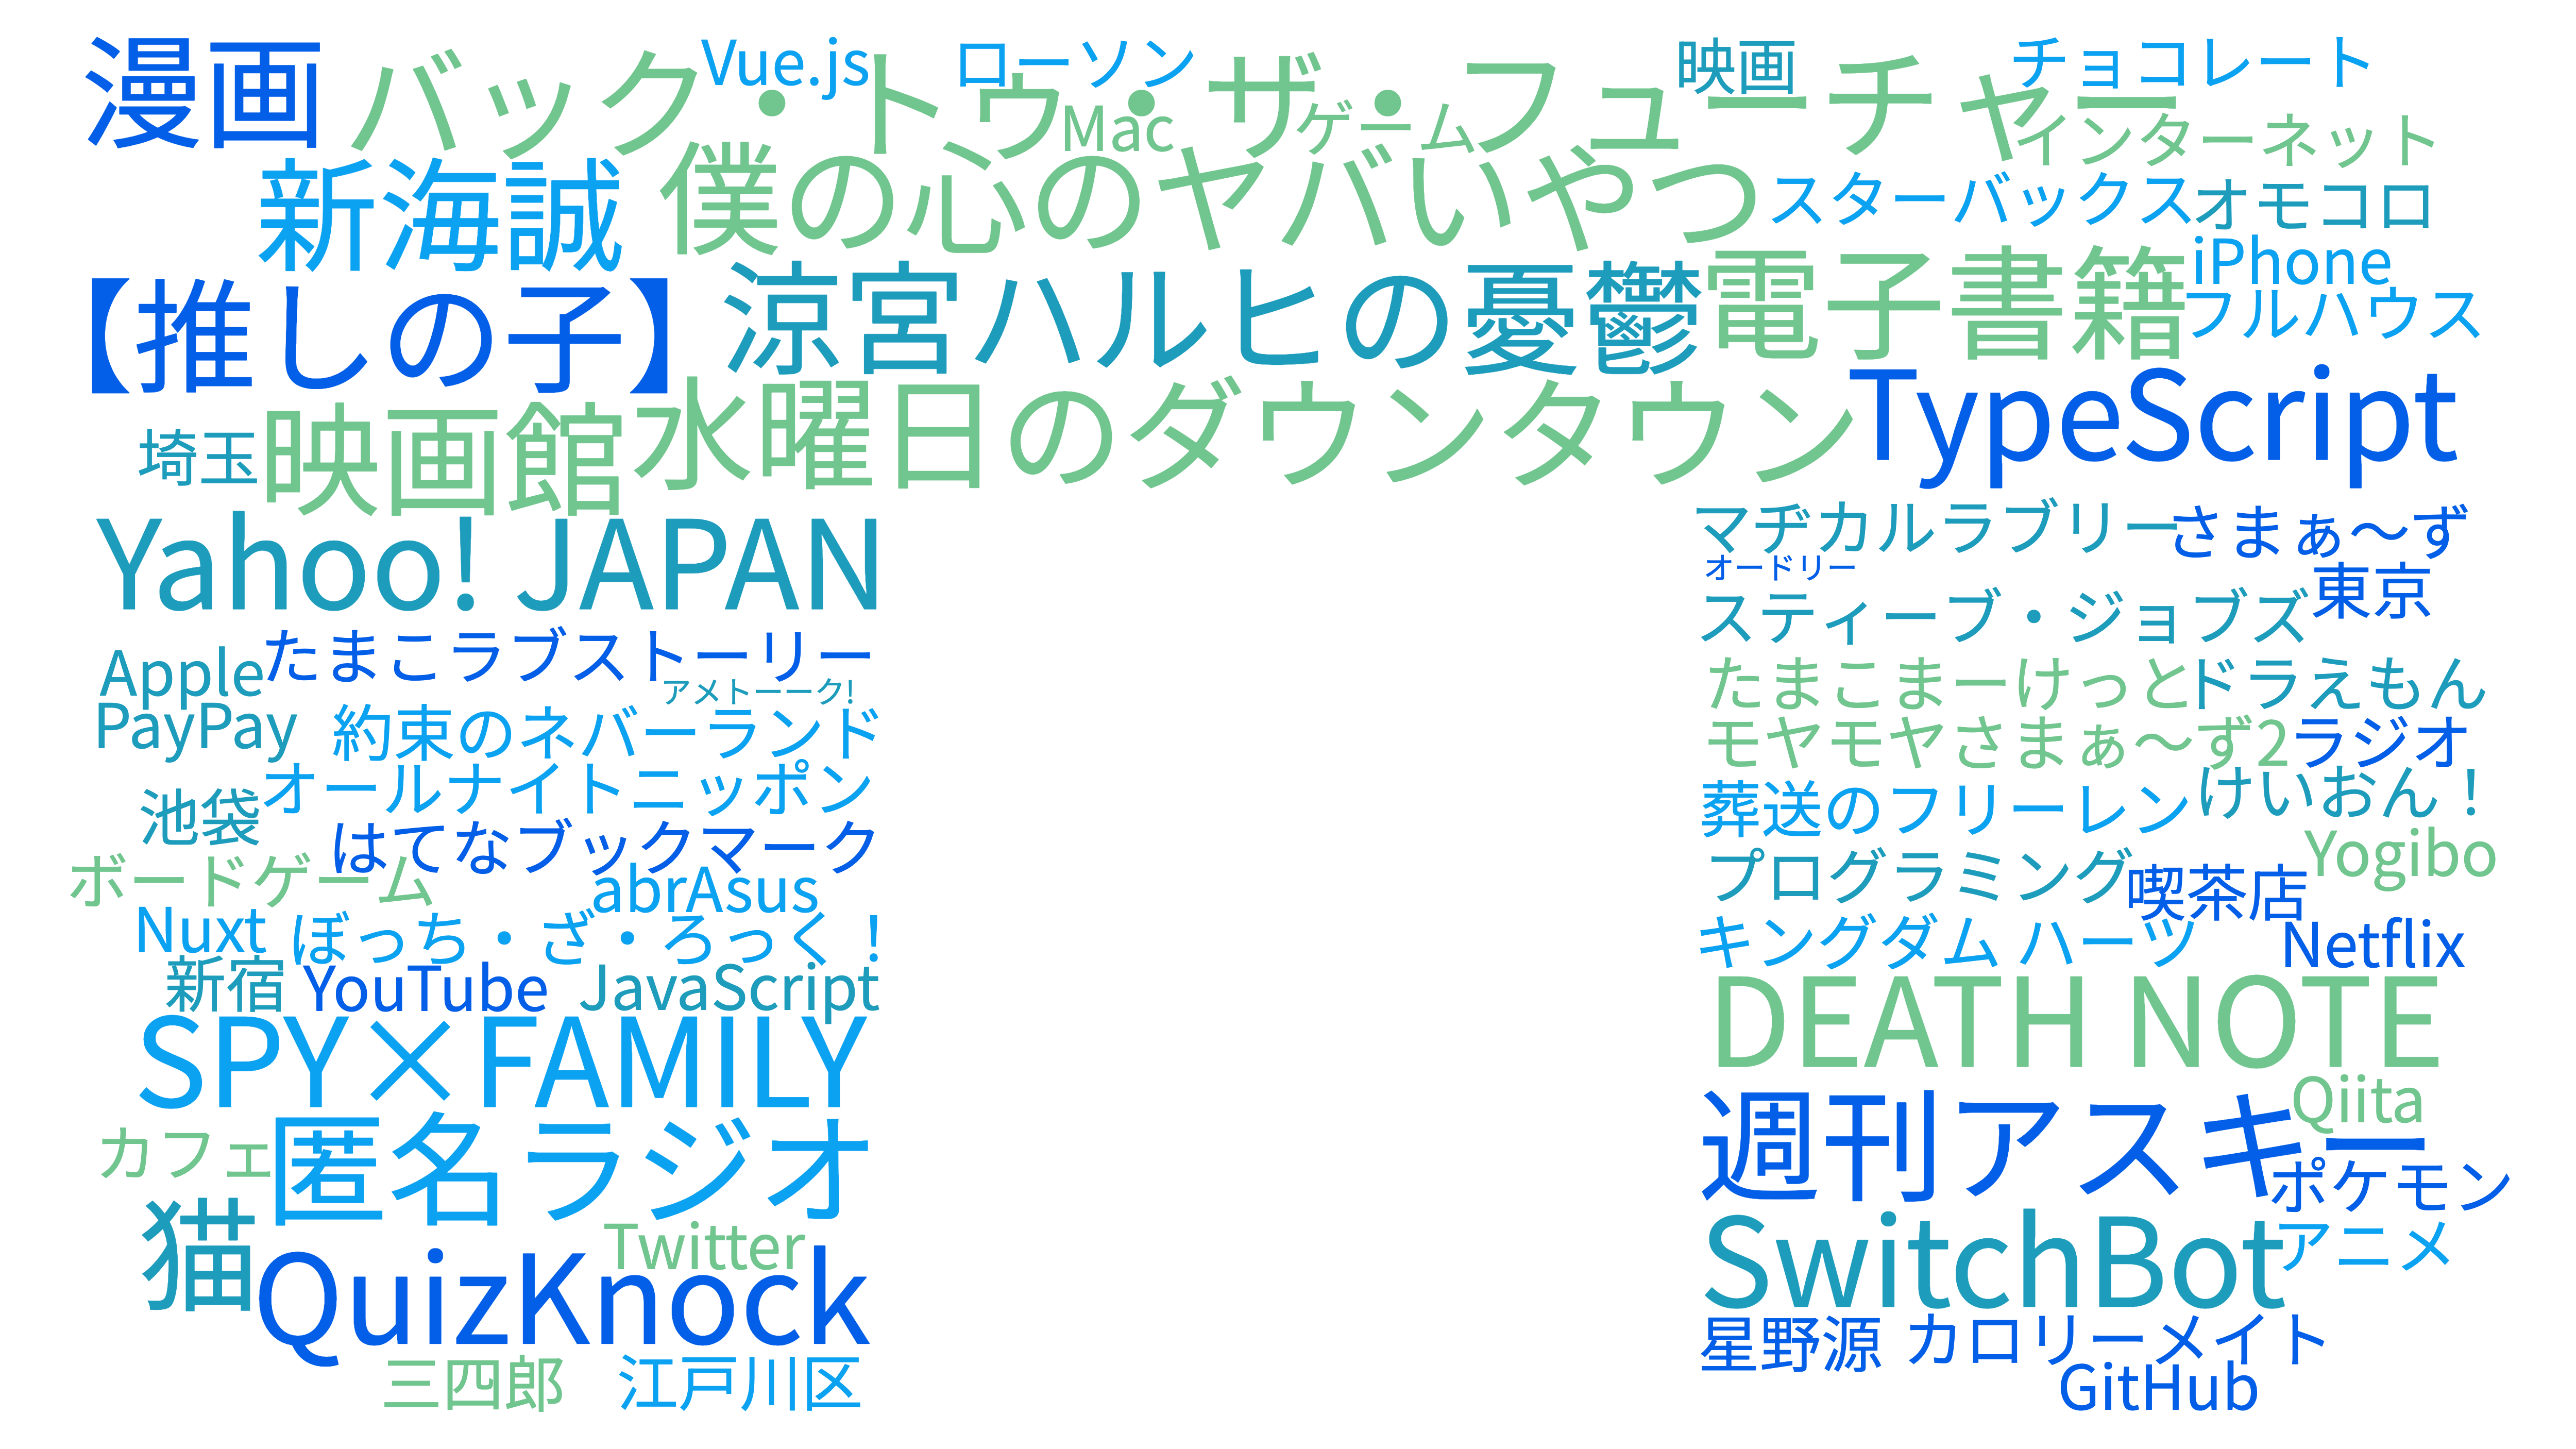 漫画
バック・トゥ・ザ・フューチャー
Vue.js
ローソン
Mac
ゲーム
映画
チョコレート
インターネット
新海誠
僕の心のヤバいやつ
スターバックス
オモコロ
【推しの子】
涼宮ハルヒの憂鬱
電子書籍
iPhone
フルハウス
埼玉
映画館
水曜日のダウンタウン
TypeScript
Yahoo! JAPAN
Apple
たまこラブストーリー
アメトーーク!
PayPay
約束のネバーランド
オールナイトニッポン
池袋
はてなブックマーク
ボードゲーム
abrAsus
Nuxt
ぼっち・ざ・ろっく！
新宿
YouTube
JavaScript
SPY×FAMILY
カフェ
匿名ラジオ
猫
Twitter
QuizKnock
三四郎
江戸川区
マヂカルラブリー
さまぁ～ず
オードリー
スティーブ・ジョブズ
東京
たまこまーけっと
ドラえもん
モヤモヤさまぁ～ず2
ラジオ
葬送のフリーレン
けいおん！
プログラミング
喫茶店
Yogibo
キングダム ハーツ
Netflix
DEATH NOTE
Qiita
週刊アスキー
ポケモン
SwitchBot
アニメ
星野源
カロリーメイト
GitHub